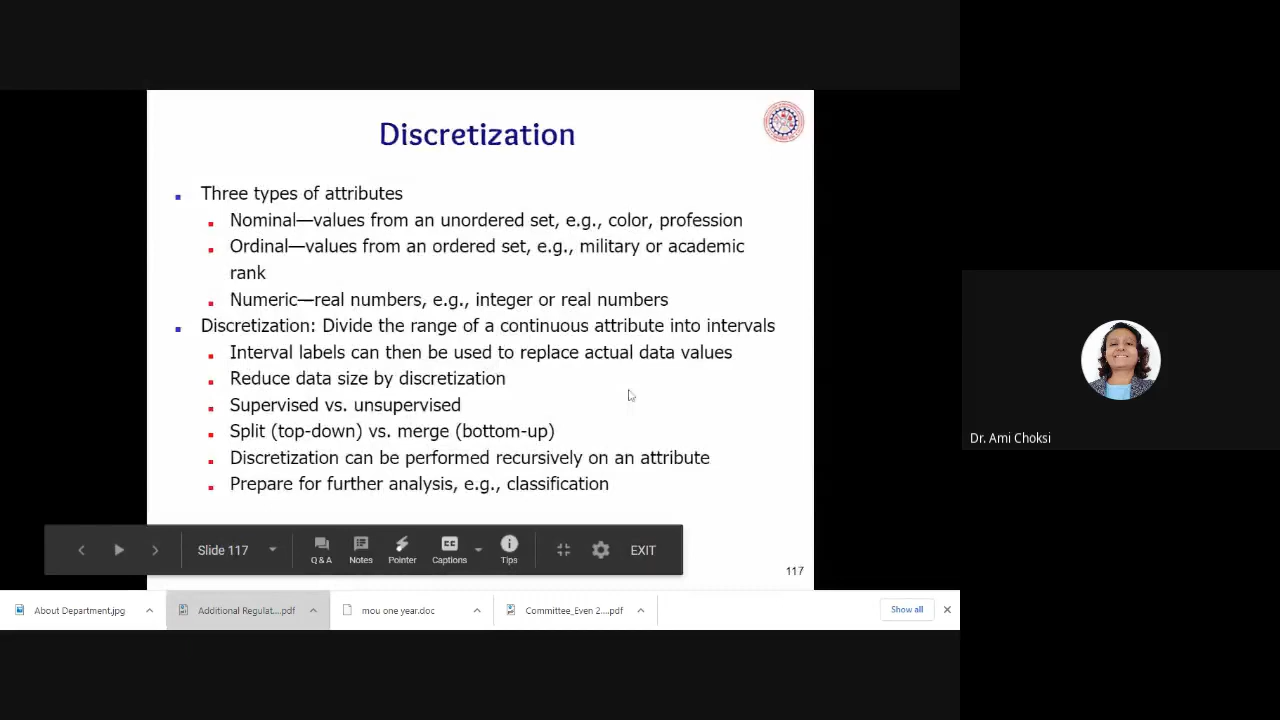 Discretization
Three types of attributes
Nominal—values from an unordered set, e.g., color, profession
Ordinal—values from an ordered set, e.g., military or academic
rank
Numeric—real numbers, e.g., integer or real numbers
Discretization: Divide the range of a continuous attribute into intervals
Interval labels can then be used to replace actual data values
Reduce data size by discretization
Supervised vs. unsupervised
Split (top-down) vs. merge (bottom-up)
Discretization can be performed recursively on an attribute
Prepare for further analysis, e.g., classification
Dr. Ami Choksi
Slide 117
Q & A
Notes
Pointer
CC
Captions
Tips
EXIT
117
About Department.jpg
Additional Regulat....pdf
mou one year.doc
Committee_Even 2....pdf
Show all